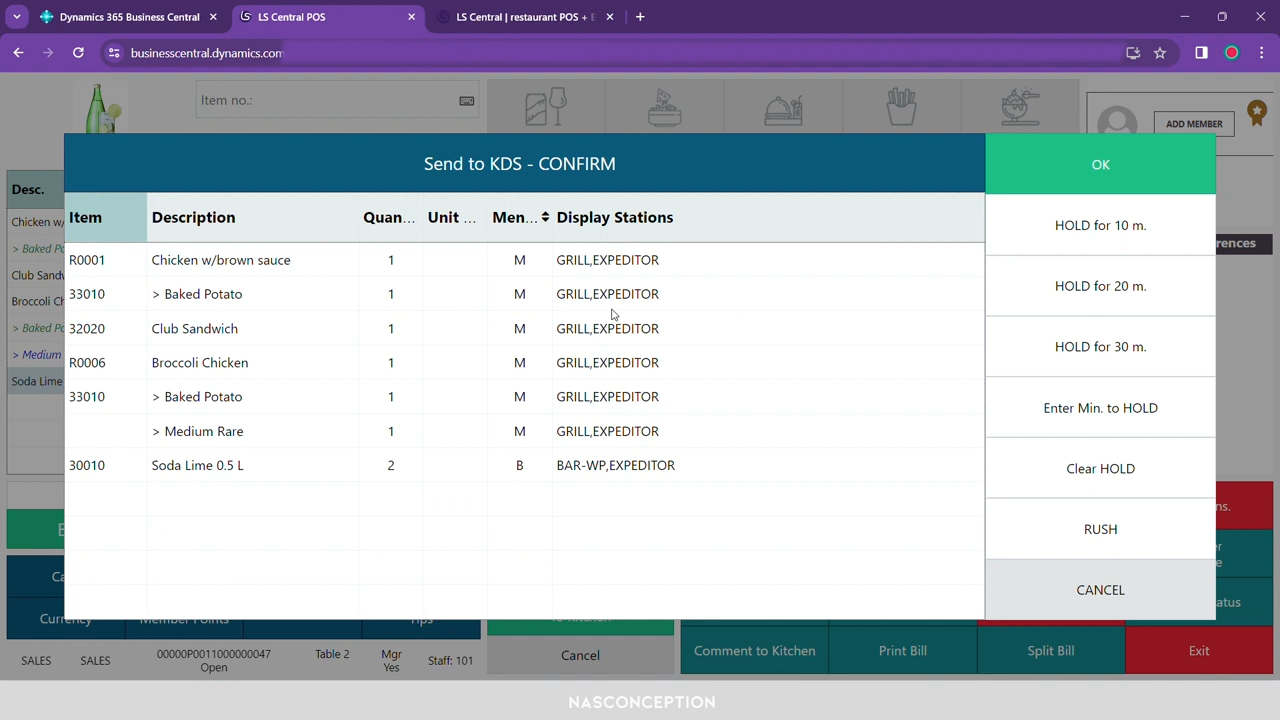 Dynamics 365 Business Central
LS Central POS
LS Central | restaurant POS + E
businesscentral.dynamics.com
Item no.:
ADD MEMBER
Send to KDS - CONFIRM
OK
Desc.
Item Description Quan... Unit ... Men... Display Stations
HOLD for 10 m.
Chicken w/
R0001 Chicken w/brown sauce 1 M GRILL,EXPEDITOR
> Baked Po
33010 > Baked Potato 1 M GRILL,EXPEDITOR
HOLD for 20 m.
Club Sand
32020 Club Sandwich 1 M GRILL,EXPEDITOR
HOLD for 30 m.
Broccoli Ch
R0006 Broccoli Chicken 1 M GRILL,EXPEDITOR
> Baked Po
33010 > Baked Potato 1 M GRILL,EXPEDITOR
Enter Min. to HOLD
> Medium
> Medium Rare 1 M GRILL,EXPEDITOR
Soda Lime
30010 Soda Lime 0.5 L 2 B BAR-WP,EXPEDITOR
Clear HOLD
RUSH
CANCEL
Currency
Member Points
Tips
Cancel
Comment to Kitchen
Print Bill
Split Bill
Exit
SALES SALES 00000P0011000000047 Table 2 Mgr Staff: 101
Open Yes
NASCONCEPTION